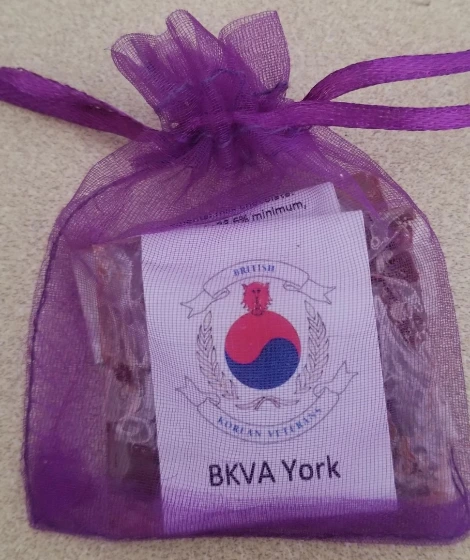 minimum,
BRITISH
KOREAN VETERANS
BKVA York